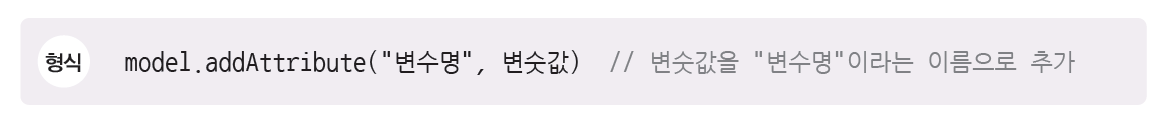 형식 model.addAttribute("변수명", 변숫값) // 변숫값을 "변수명"이라는 이름으로 추가